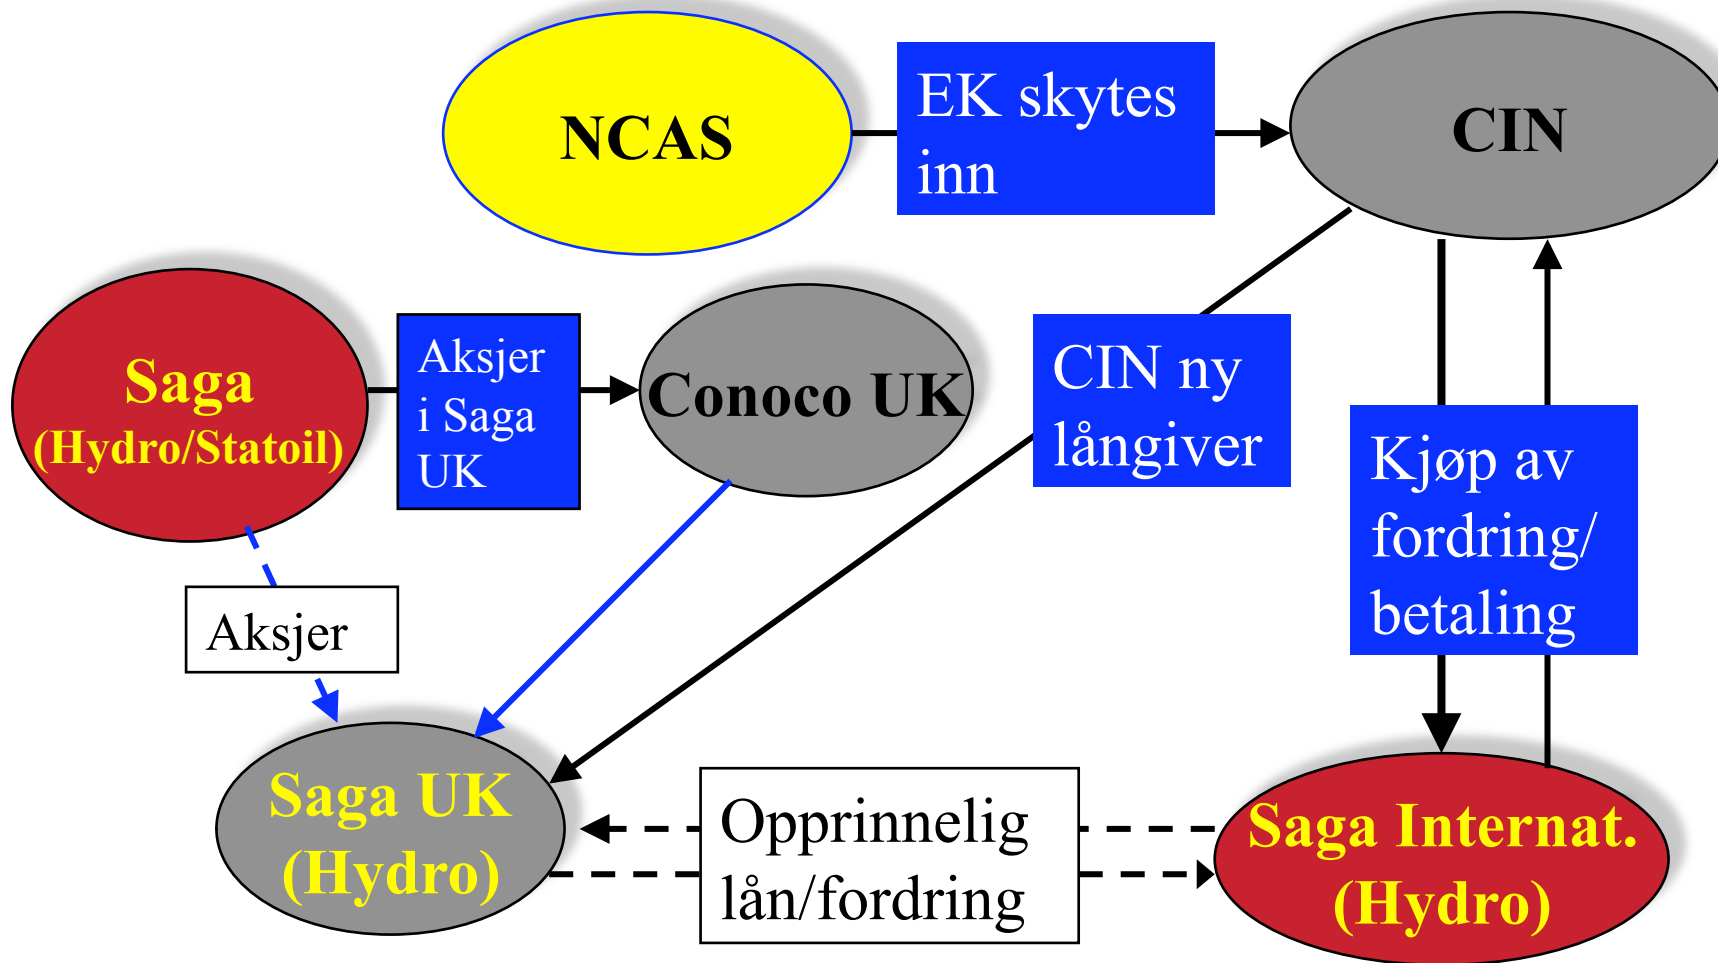 NCAS
EK skytes
inn
CIN
Saga
(Hydro/Statoil)
Aksjer
i Saga
UK
Conoco UK
CIN ny
långiver
Kjøp av
fordring/
betaling
Aksjer
Saga UK
(Hydro)
Opprinnelig
lån/fordring
Saga Internat.
(Hydro)